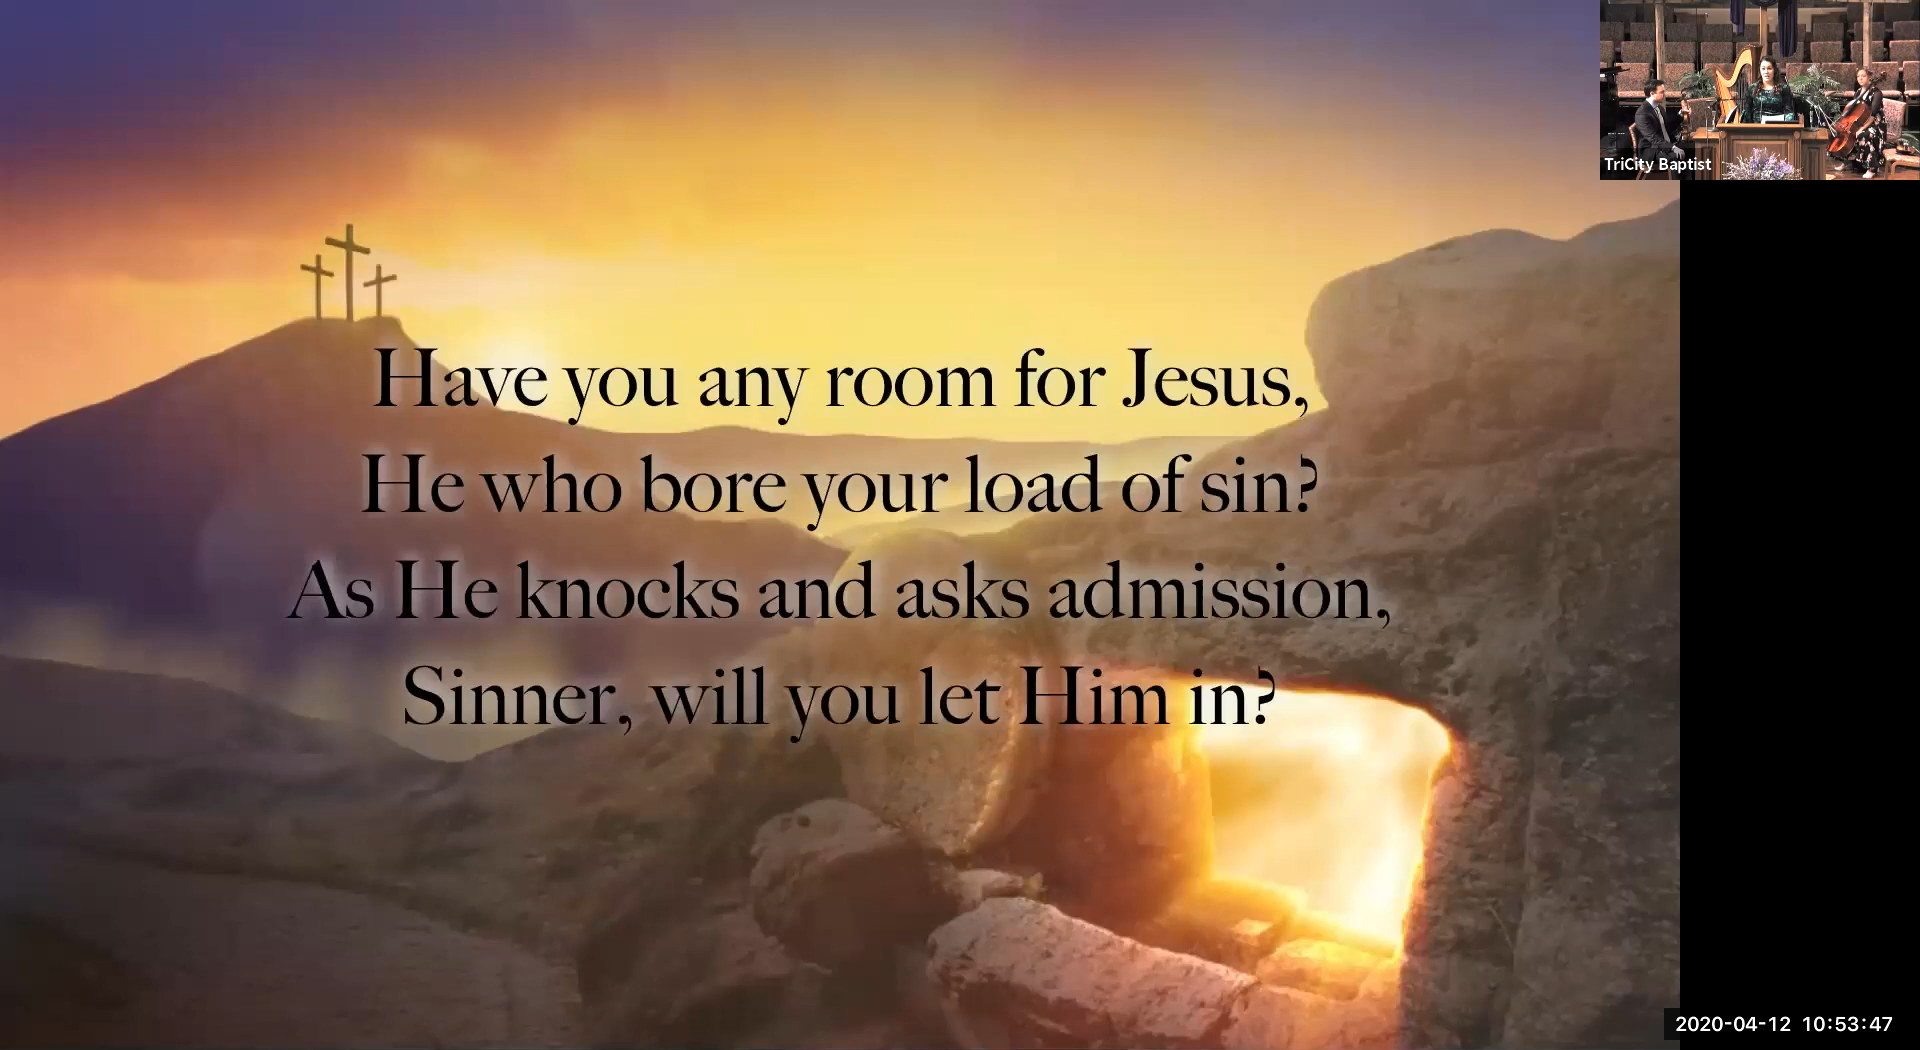 TriCity Baptist
Have you any room for Jesus,
He who bore your load of sin?
As He knocks and asks admission,
Sinner, will you let Him in?
2020-04-12 10:53:47